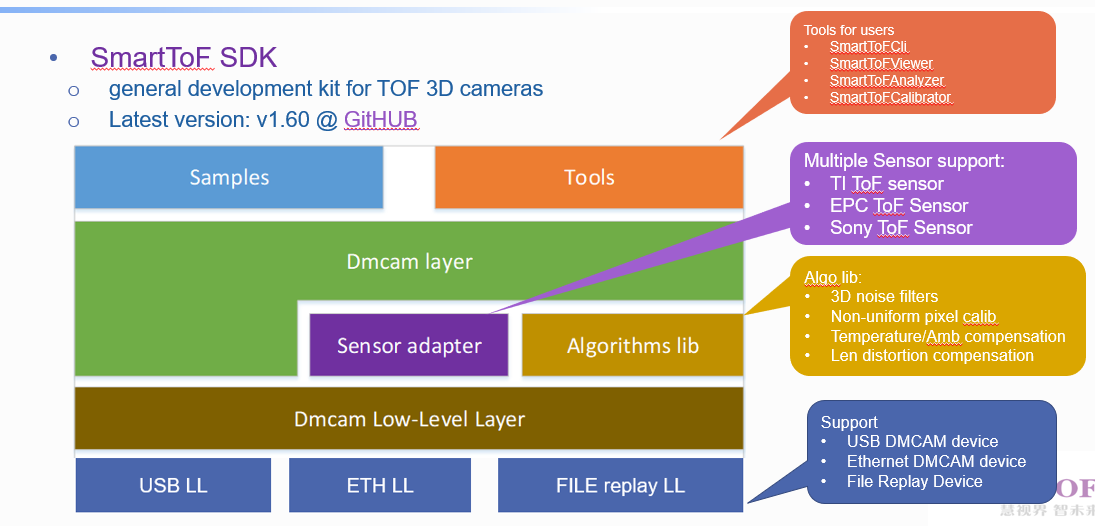 SmartToF SDK
general development kit for TOF 3D cameras
Latest version: v1.60 @ GitHUB
Samples
Tools
Dmcam layer
Sensor adapter
Algorithms lib
Dmcam Low-Level Layer
USB LL
ETH LL
FILE replay LL
Tools for users
SmartToFCli
SmartToFViewer
SmartToFAnalyzer
SmartToFCalibrator
Multiple Sensor support:
TI ToF sensor
EPC ToF Sensor
Sony ToF Sensor
Algo lib:
3D noise filters
Non-uniform pixel calib
Temperature/Amb compensation
Len distortion compensation
Support
USB DMCAM device
Ethernet DMCAM device
File Replay Device
OF
慧视界 智未来